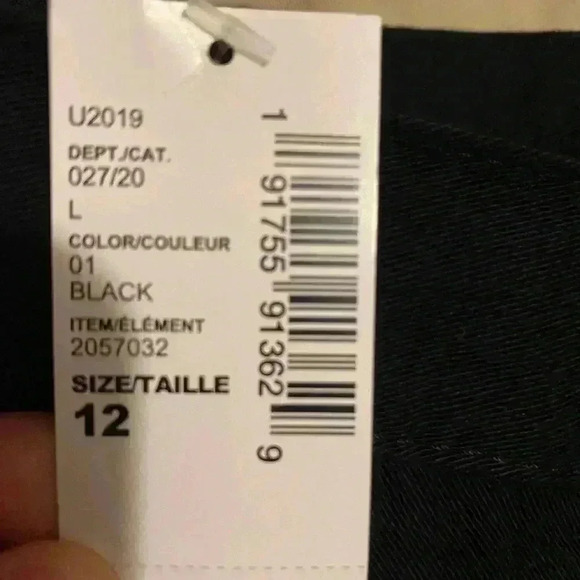 U2019
DEPT./CAT.
027/20
L
COLOR/COULEUR
01
BLACK
ITEM/ÉLÉMENT
2057032
SIZE/TAILLE
12
1 91755 91362 9